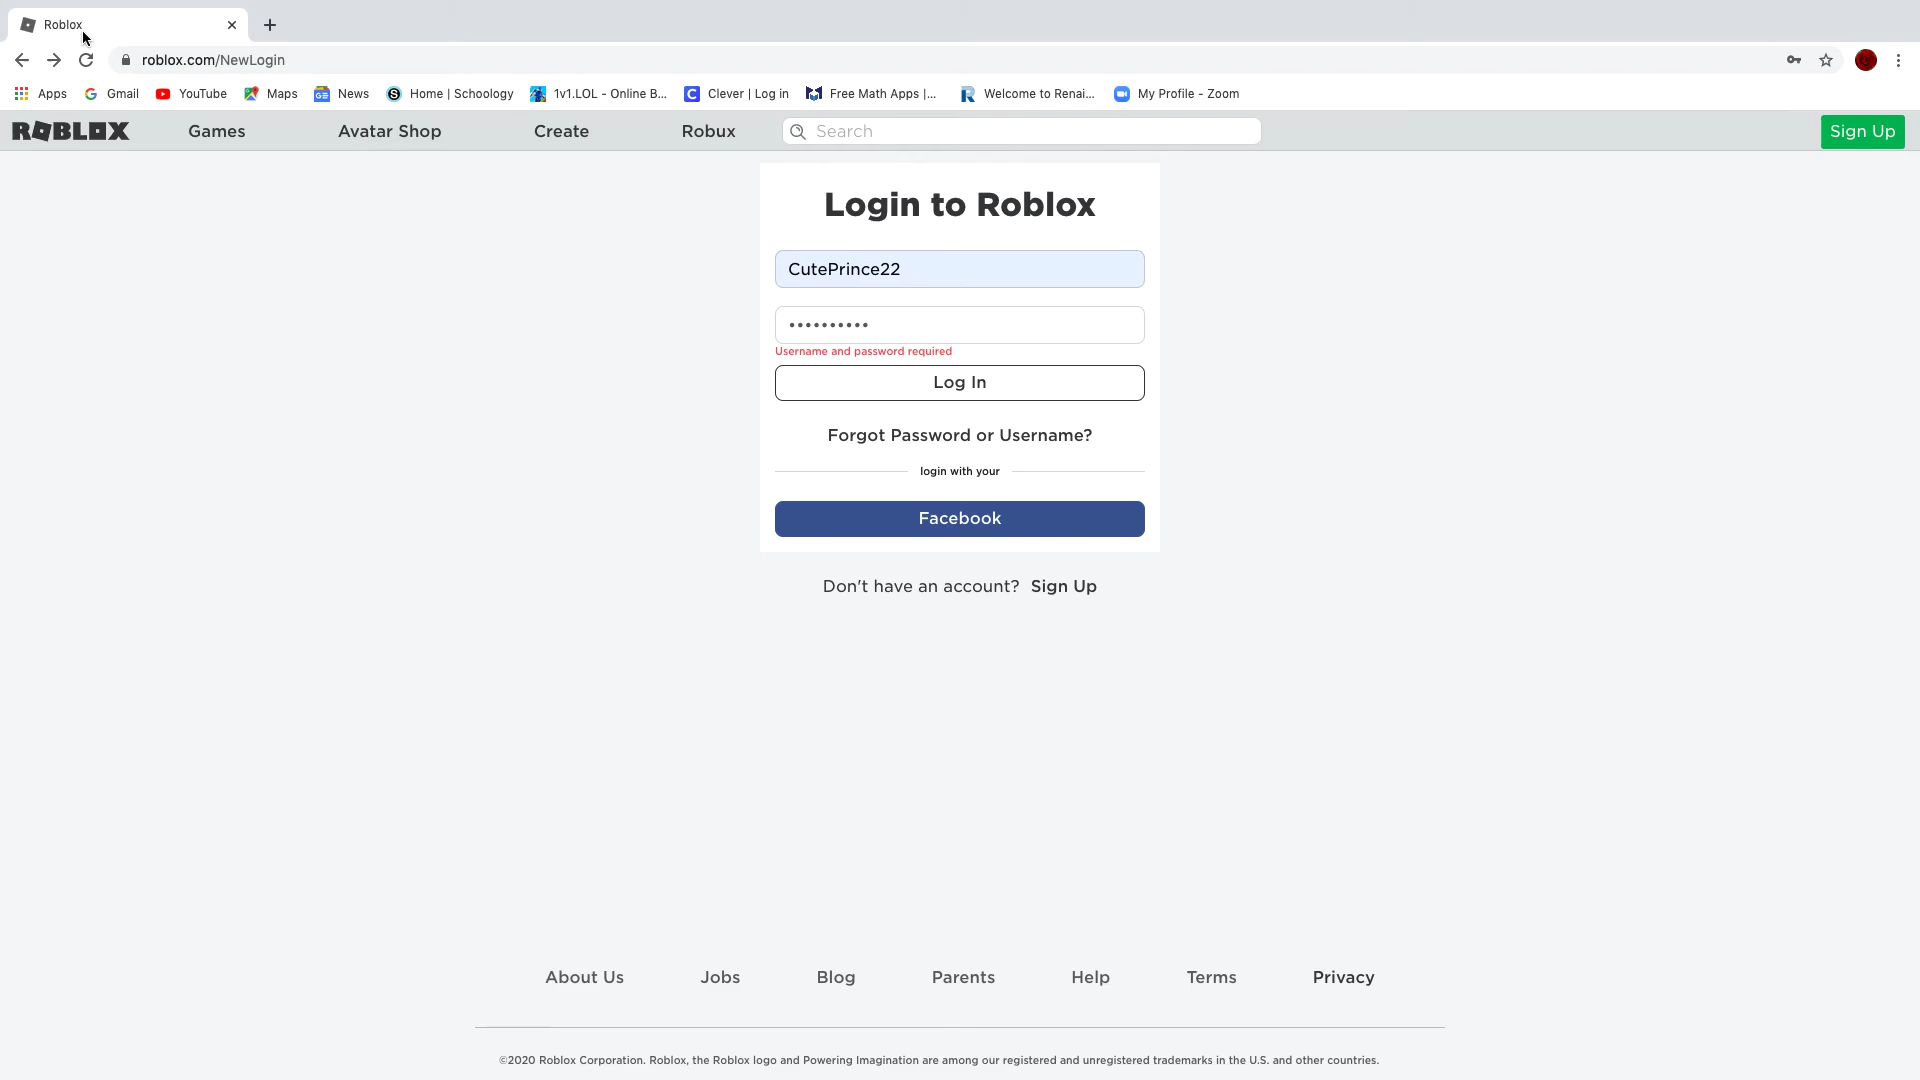 Roblox
roblox.com/NewLogin
Apps Gmail YouTube Maps News Home | Schoology 1v1.LOL - Online B... Clever | Log in Free Math Apps |... Welcome to Renai... My Profile - Zoom
ROBLOX Games Avatar Shop Create Robux Search Sign Up
Login to Roblox
CutePrince22
••••••••••
Username and password required
Log In
Forgot Password or Username?
login with your
Facebook
Don't have an account? Sign Up
About Us Jobs Blog Parents Help Terms Privacy
©2020 Roblox Corporation. Roblox, the Roblox logo and Powering Imagination are among our registered and unregistered trademarks in the U.S. and other countries.